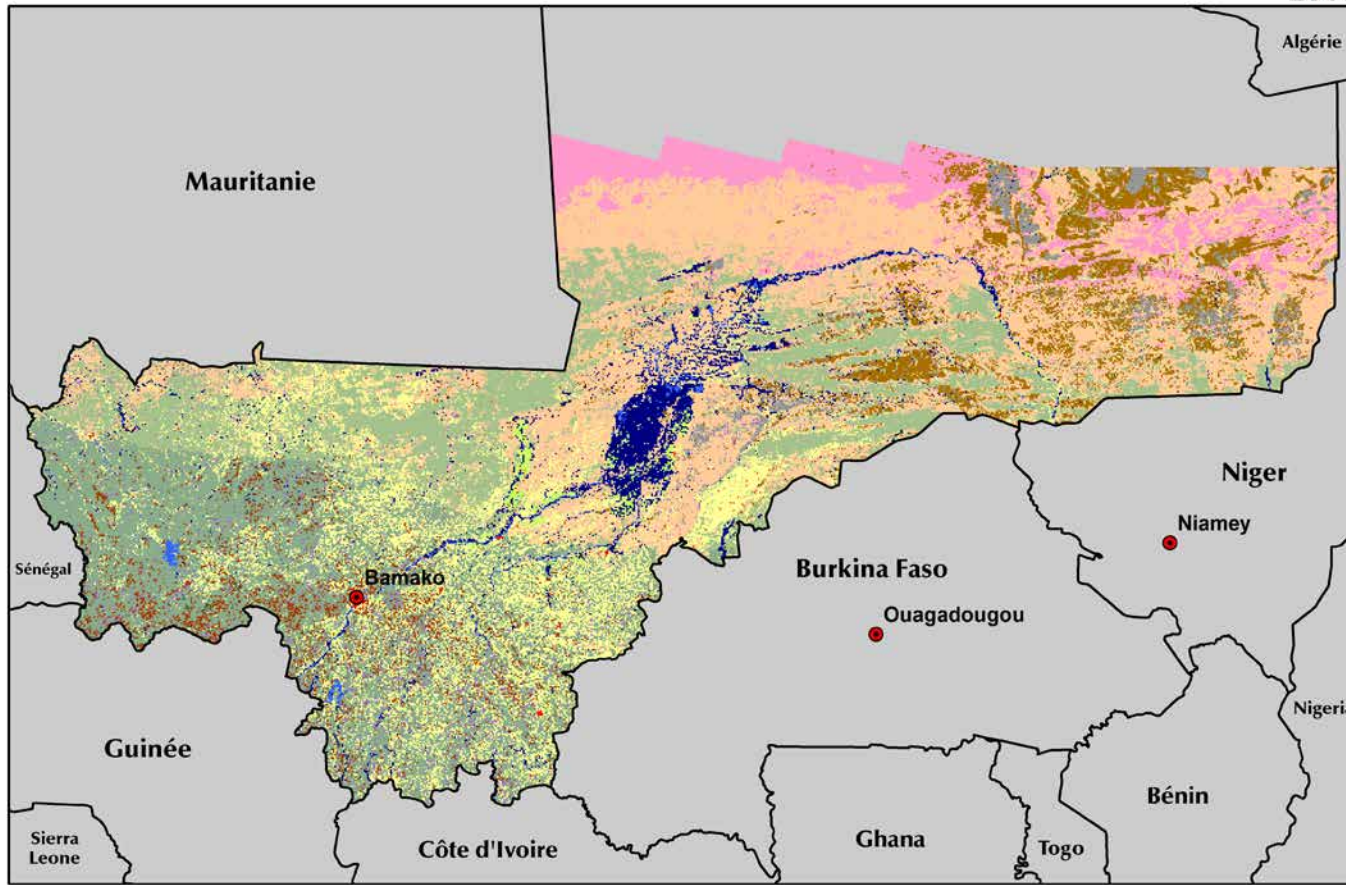 Algérie
Mauritanie
Niger
Niamey
Sénégal
Bamako
Burkina Faso
Ouagadougou
Nigeria
Guinée
Bénin
Sierra
Leone
Côte d'Ivoire
Ghana
Togo